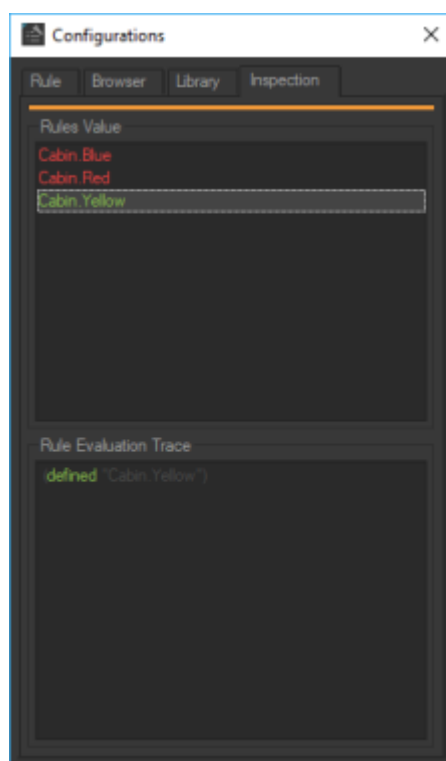 Configurations
Rule Browser Library Inspection
Rules Value
Cabin.Blue
Cabin.Red
Cabin.Yellow
Rule Evaluation Trace
(defined "Cabin.Yellow")